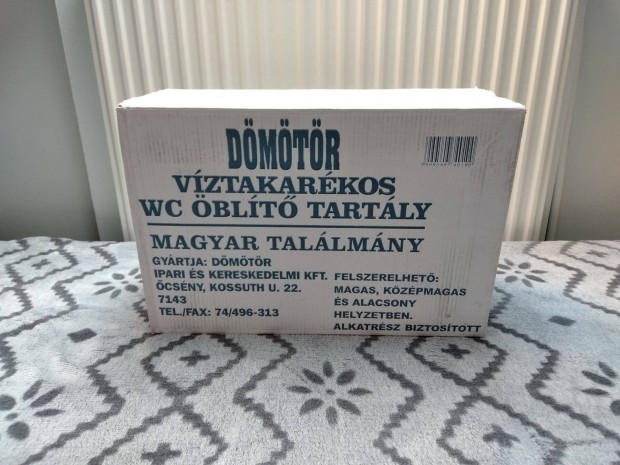 DÖMÖTÖR
VÍZTAKARÉKOS
WC ÖBLÍTŐ TARTÁLY
MAGYAR TALÁLMÁNY
GYÁRTJA: DÖMÖTÖR
IPARI ÉS KERESKEDELMI KFT.
ŐCSÉNY, KOSSUTH U. 22.
7143
TEL./FAX: 74/496-313
FELSZERELHETŐ:
MAGAS, KÖZÉPMAGAS
ÉS ALACSONY
HELYZETBEN.
ALKATRÉSZ BIZTOSÍTOTT